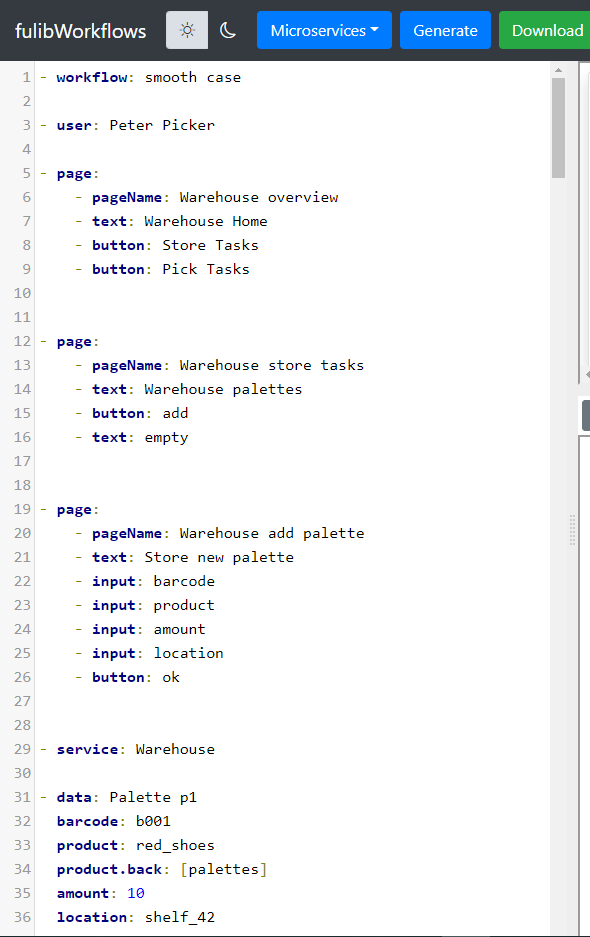 fulibWorkflows Microservices Generate Download
1 - workflow: smooth case
2
3 - user: Peter Picker
4
5 - page:
6 - pageName: Warehouse overview
7 - text: Warehouse Home
8 - button: Store Tasks
9 - button: Pick Tasks
10
11
12 - page:
13 - pageName: Warehouse store tasks
14 - text: Warehouse palettes
15 - button: add
16 - text: empty
17
18
19 - page:
20 - pageName: Warehouse add palette
21 - text: Store new palette
22 - input: barcode
23 - input: product
24 - input: amount
25 - input: location
26 - button: ok
27
28
29 - service: Warehouse
30
31 - data: Palette p1
32 barcode: b001
33 product: red_shoes
34 product.back: [palettes]
35 amount: 10
36 location: shelf_42